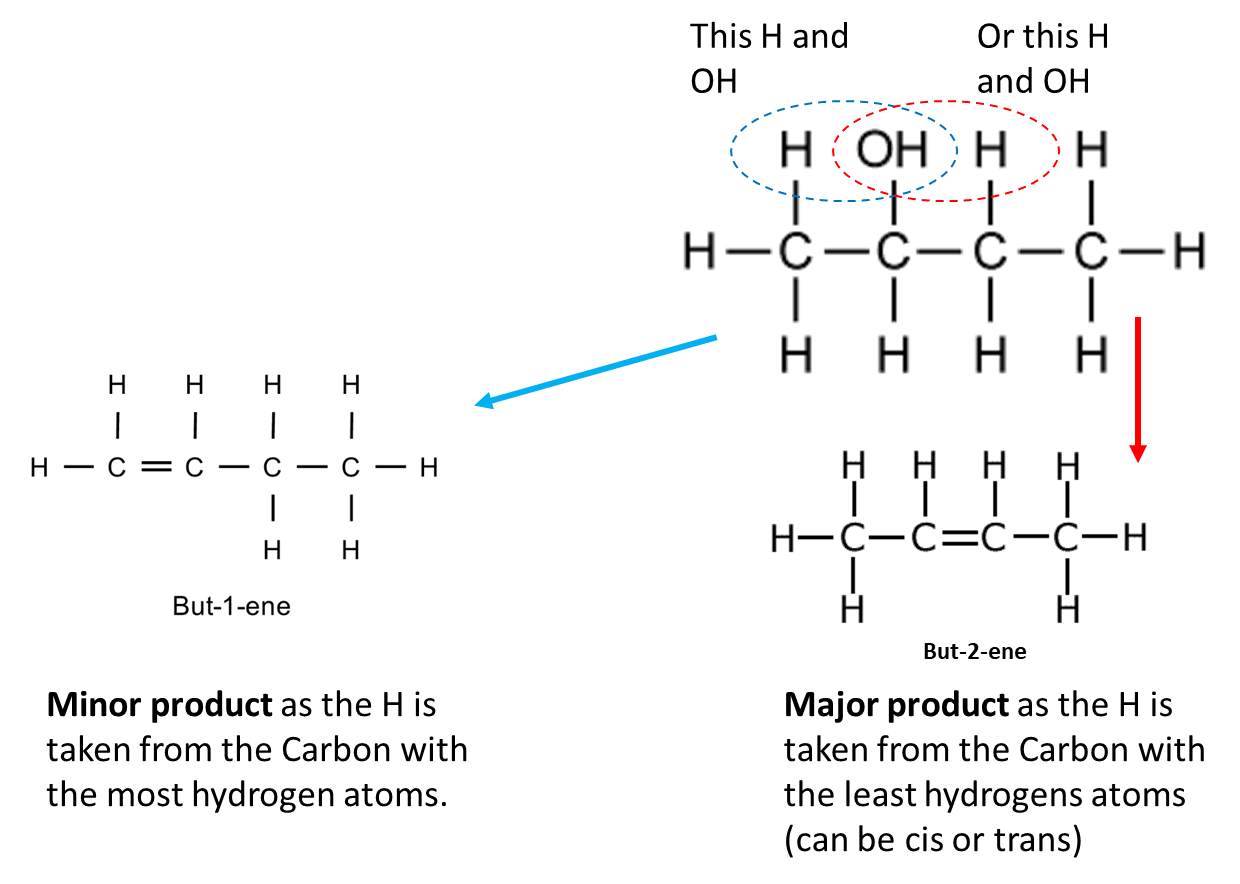 This H and
OH
Or this H
and OH
H OH H H
H—C—C—C—C—H
H H H H
H H H H
H—C=C—C—C—H
H H
But-1-ene
H H H H
H—C—C=C—C—H
H H
But-2-ene
Minor product as the H is
taken from the Carbon with
the most hydrogen atoms.
Major product as the H is
taken from the Carbon with
the least hydrogens atoms
(can be cis or trans)